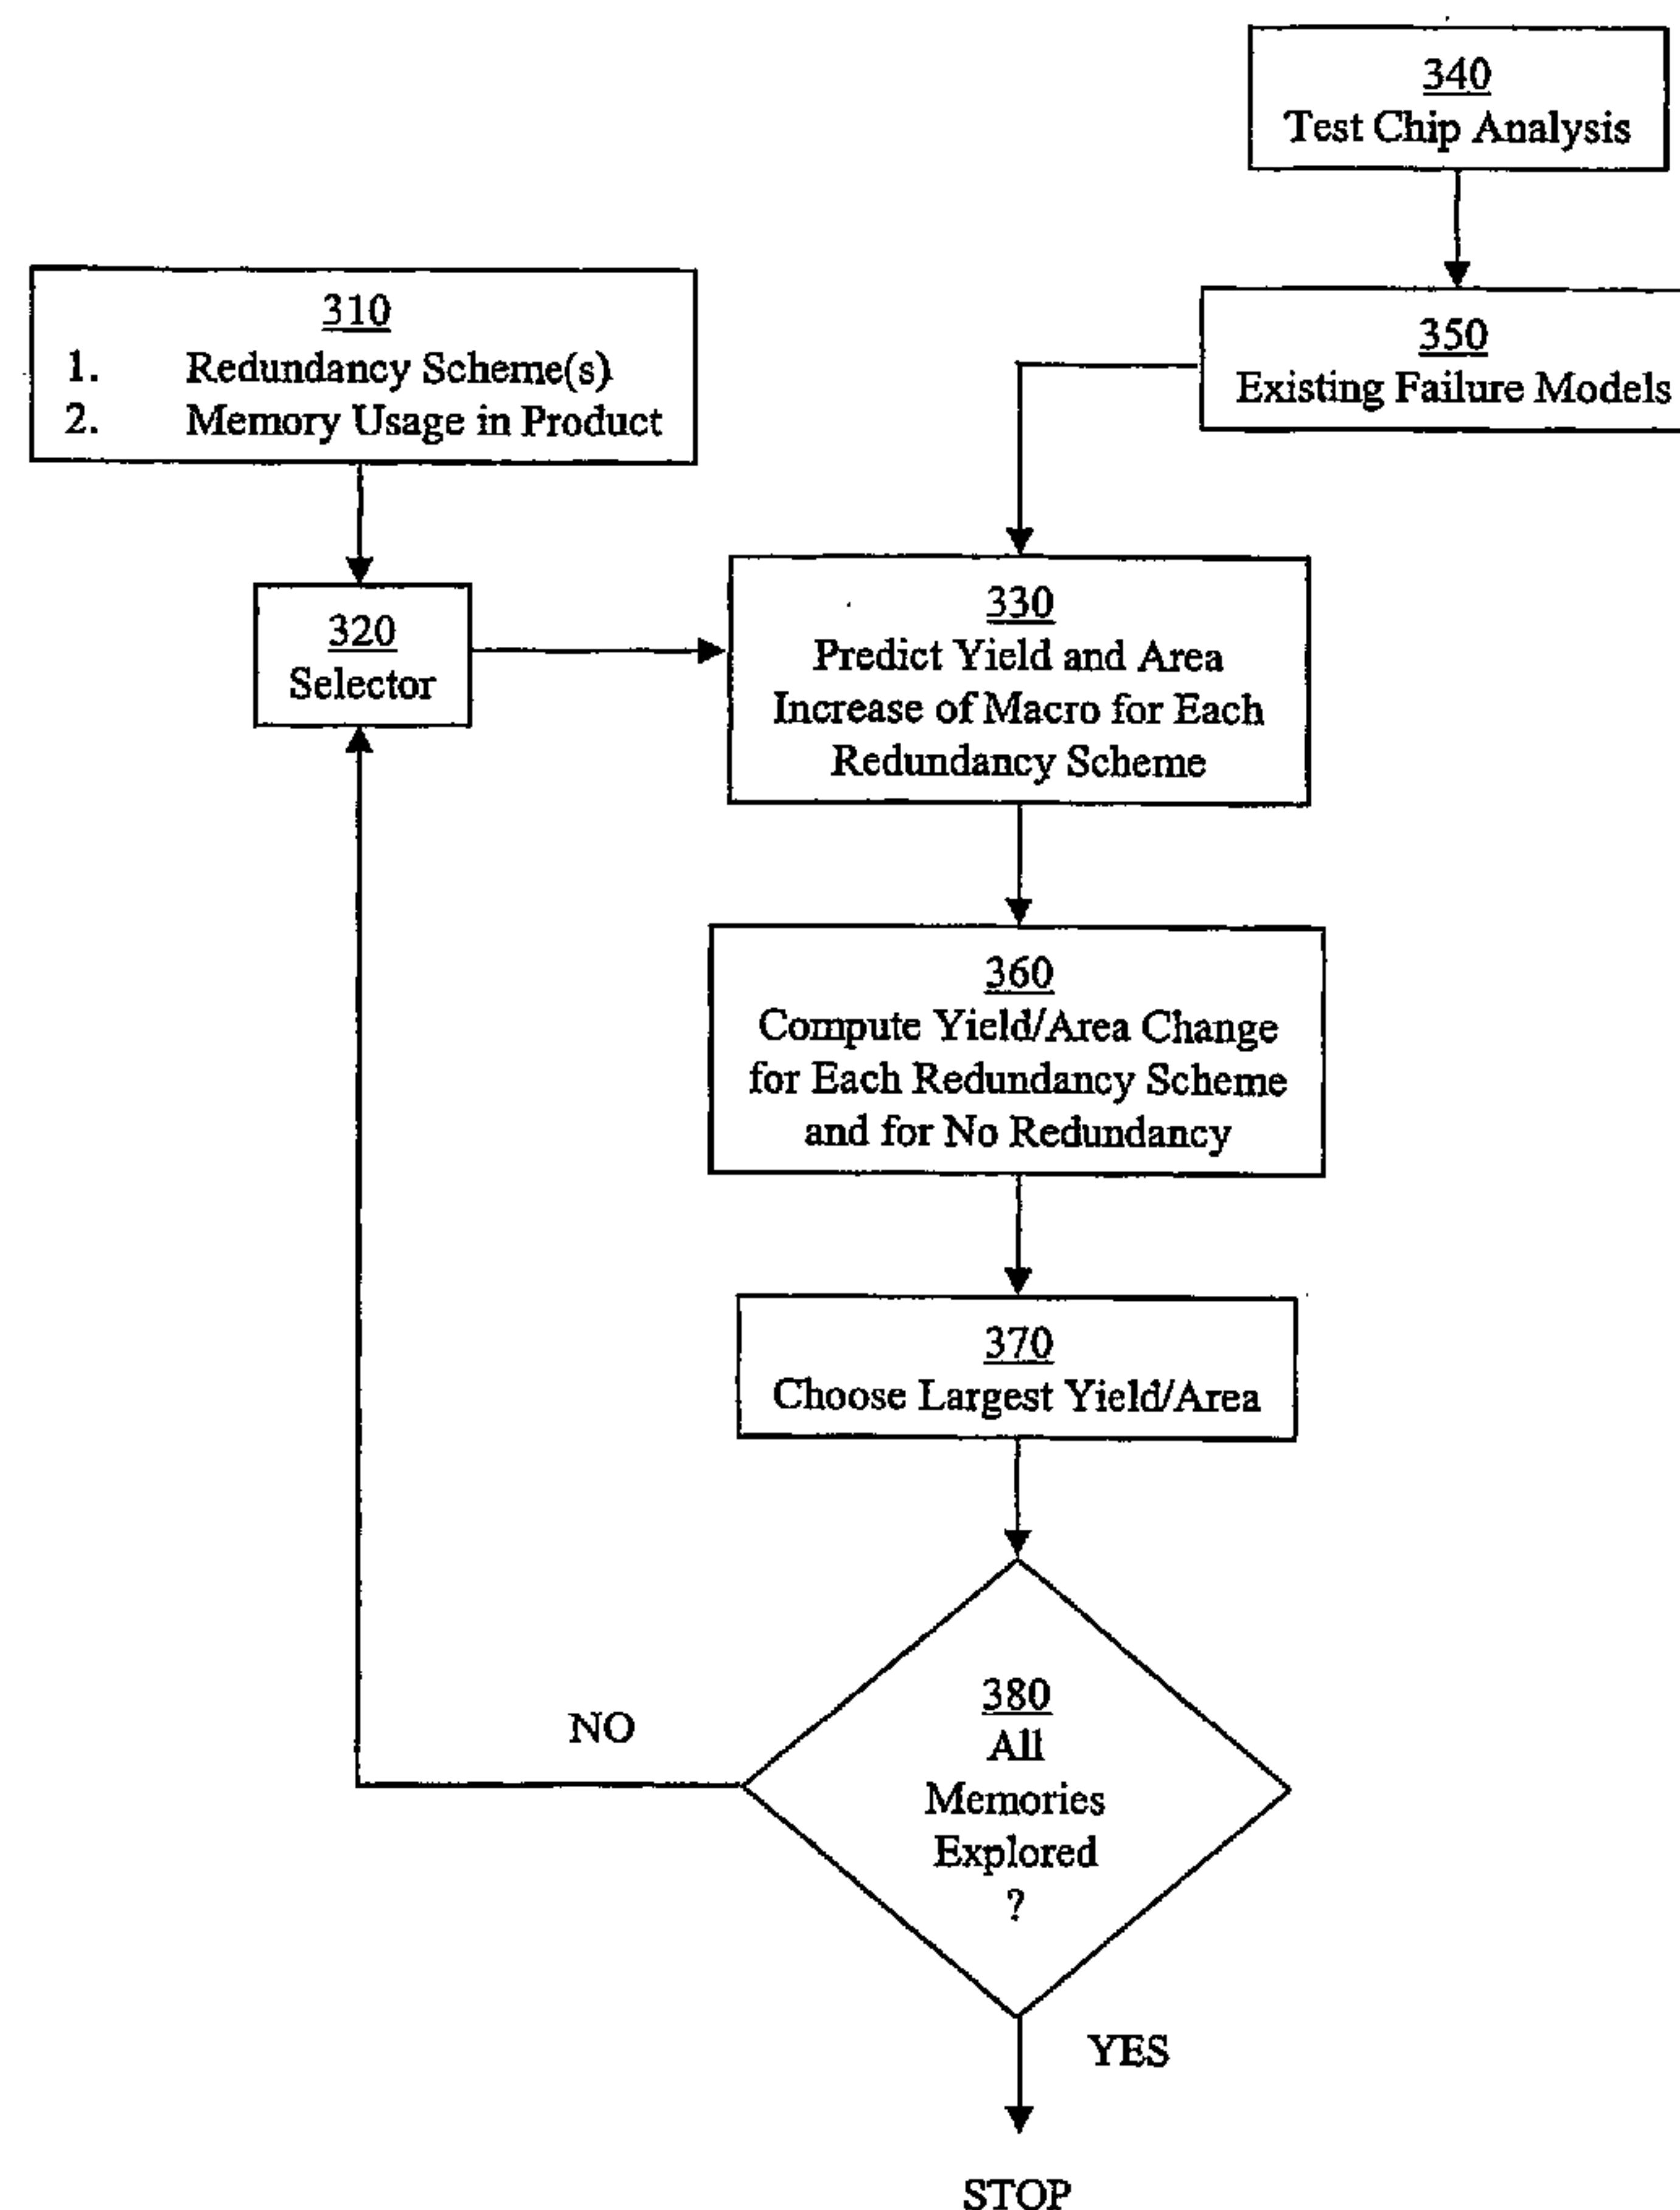 340
Test Chip Analysis
310
1. Redundancy Scheme(s)
2. Memory Usage in Product
350
Existing Failure Models
320
Selector
330
Predict Yield and Area
Increase of Macro for Each
Redundancy Scheme
360
Compute Yield/Area Change
for Each Redundancy Scheme
and for No Redundancy
370
Choose Largest Yield/Area
380
All
Memories
Explored
?
NO
YES
STOP